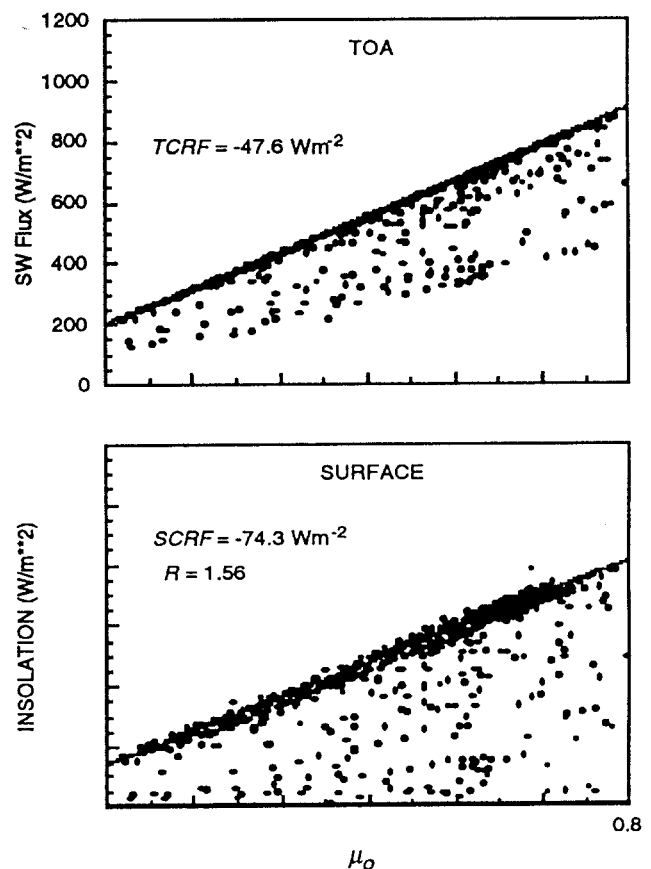 1200
1000
800
600
400
200
0
SW Flux (W/m**2)
TOA
TCRF = -47.6 Wm-2
SURFACE
SCRF = -74.3 Wm-2
R = 1.56
INSOLATION (W/m**2)
0.8
μo